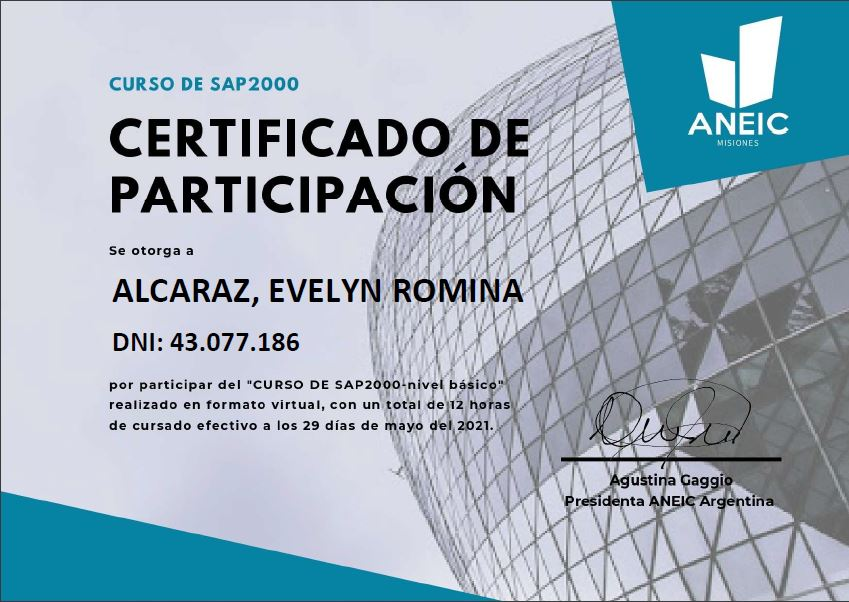 CURSO DE SAP2000
CERTIFICADO DE
PARTICIPACIÓN
ANEIC
MISIONES
Se otorga a
ALCARAZ, EVELYN ROMINA
DNI: 43.077.186
por participar del "CURSO DE SAP2000-nivel básico"
realizado en formato virtual, con un total de 12 horas
de cursado efectivo a los 29 días de mayo del 2021.
Agustina Gaggio
Presidenta ANEIC Argentina